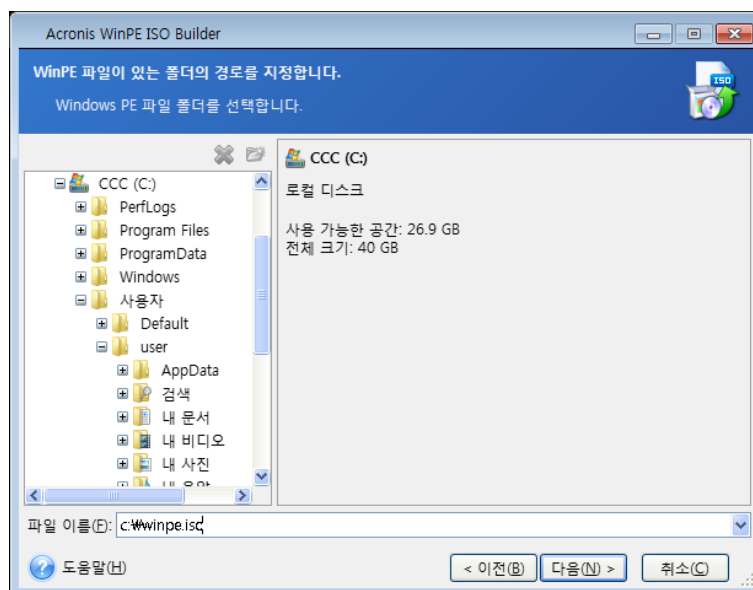 Acronis WinPE ISO Builder
WinPE 파일이 있는 폴더의 경로를 지정합니다.
Windows PE 파일 폴더를 선택합니다.
ISO
CCC (C:)
PerfLogs
Program Files
ProgramData
Windows
사용자
Default
user
AppData
검색
내 문서
내 비디오
내 사진
CCC (C:)
로컬 디스크
사용 가능한 공간: 26.9 GB
전체 크기: 40 GB
파일 이름(F): c:₩winpe.iso
도움말(H)
< 이전(B)
다음(N) >
취소(C)